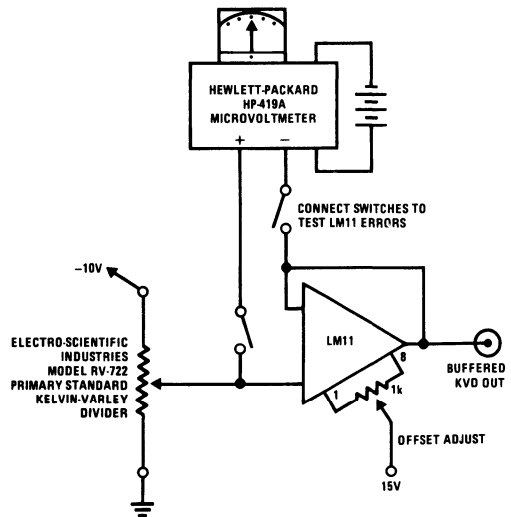 HEWLETT-PACKARD
HP-419A
MICROVOLTMETER
+ −
CONNECT SWITCHES TO
TEST LM11 ERRORS
−10V
ELECTRO-SCIENTIFIC
INDUSTRIES
MODEL RV-722
PRIMARY STANDARD
KELVIN-VARLEY
DIVIDER
LM11
8
1
1k
BUFFERED
KVD OUT
OFFSET ADJUST
15V